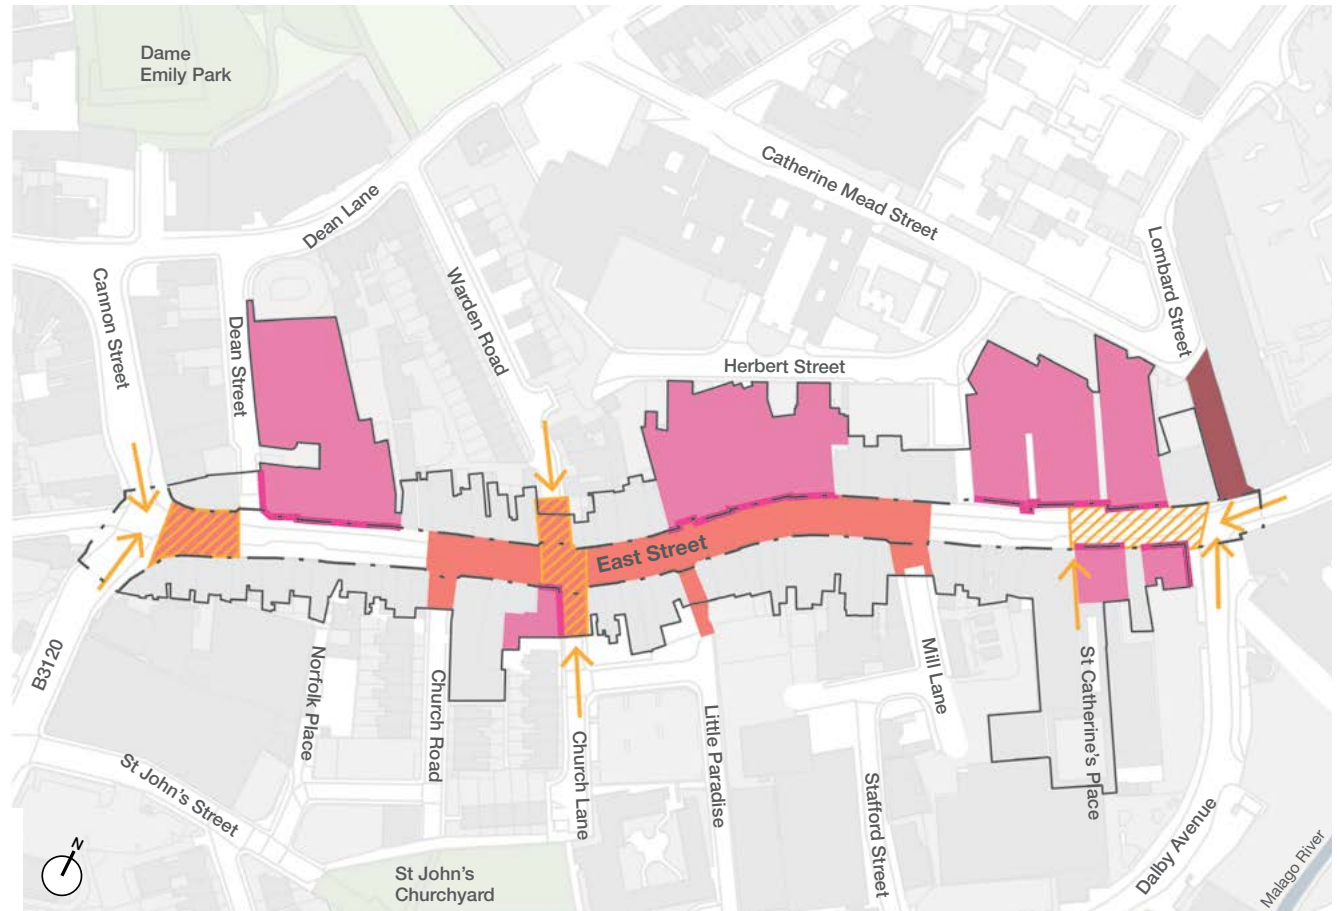 Dame
Emily Park
Catherine Mead Street
Dean Lane
Lombard Street
Cannon Street
Warden Road
Dean Street
Herbert Street
East Street
B3120
Norfolk Place
Church Road
Mill Lane
St Catherine's Place
Little Paradise
Church Lane
St John's Street
Stafford Street
Dalby Avenue
N
St John's
Churchyard
Malago River